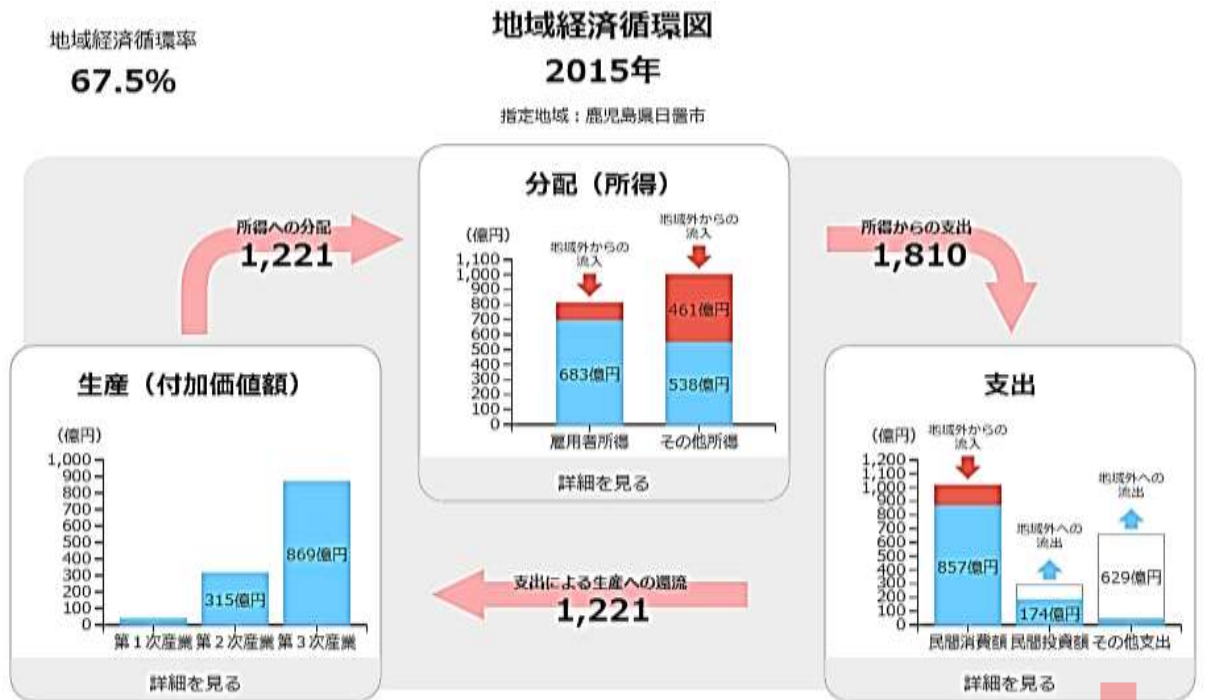 地域経済循環率
67.5%
地域経済循環図
2015年
指定地域：鹿児島県日置市
所得への分配
1,221
分配（所得）
（億円）
地域外からの
流入
地域外からの
流入
1,100
1,000
900
800
700
600
500
400
300
200
100
0
461億円
683億円
538億円
雇用者所得
その他所得
詳細を見る
所得からの支出
1,810
生産（付加価値額）
（億円）
1,000
900
800
700
600
500
400
300
200
100
0
869億円
315億円
第１次産業
第２次産業
第３次産業
詳細を見る
支出による生産への還流
1,221
支出
（億円）
地域外からの
流入
地域外への
流出
地域外への
流出
1,200
1,100
1,000
900
800
700
600
500
400
300
200
100
0
857億円
174億円
629億円
民間消費額
民間投資額
その他支出
詳細を見る